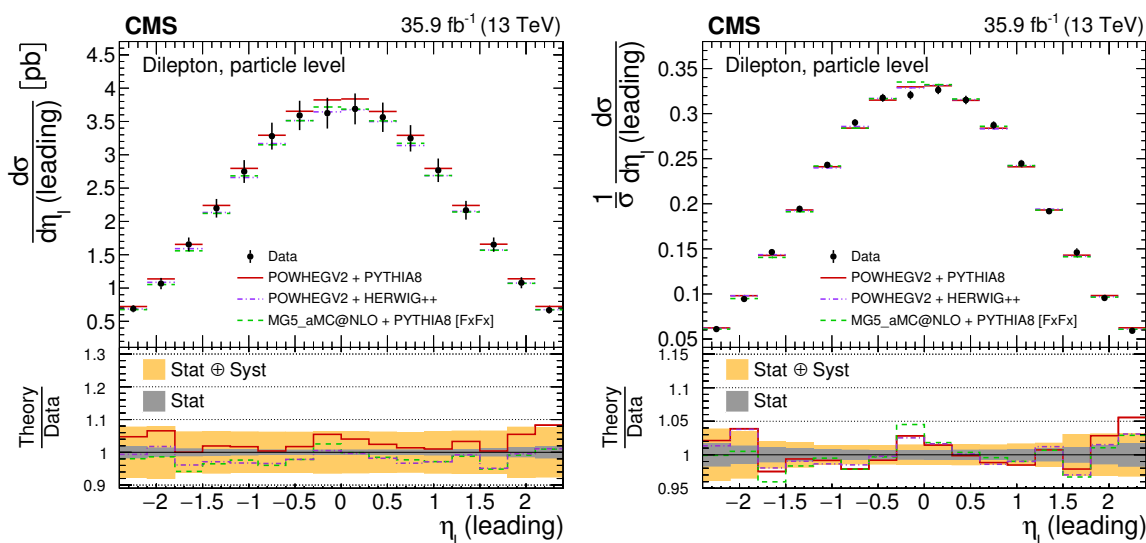 CMS 35.9 fb⁻¹ (13 TeV)
dσ / dη_l (leading) [pb]
4.5
4
3.5
3
2.5
2
1.5
1
0.5
Dilepton, particle level
Data
POWHEGV2 + PYTHIA8
POWHEGV2 + HERWIG++
MG5_aMC@NLO + PYTHIA8 [FxFx]
Theory / Data
1.3
1.2
1.1
1
0.9
Stat ⊕ Syst
Stat
−2 −1.5 −1 −0.5 0 0.5 1 1.5 2
η_l (leading)
CMS 35.9 fb⁻¹ (13 TeV)
1/σ dσ / dη_l (leading)
0.35
0.3
0.25
0.2
0.15
0.1
0.05
Dilepton, particle level
Data
POWHEGV2 + PYTHIA8
POWHEGV2 + HERWIG++
MG5_aMC@NLO + PYTHIA8 [FxFx]
Theory / Data
1.15
1.1
1.05
1
0.95
Stat ⊕ Syst
Stat
−2 −1.5 −1 −0.5 0 0.5 1 1.5 2
η_l (leading)